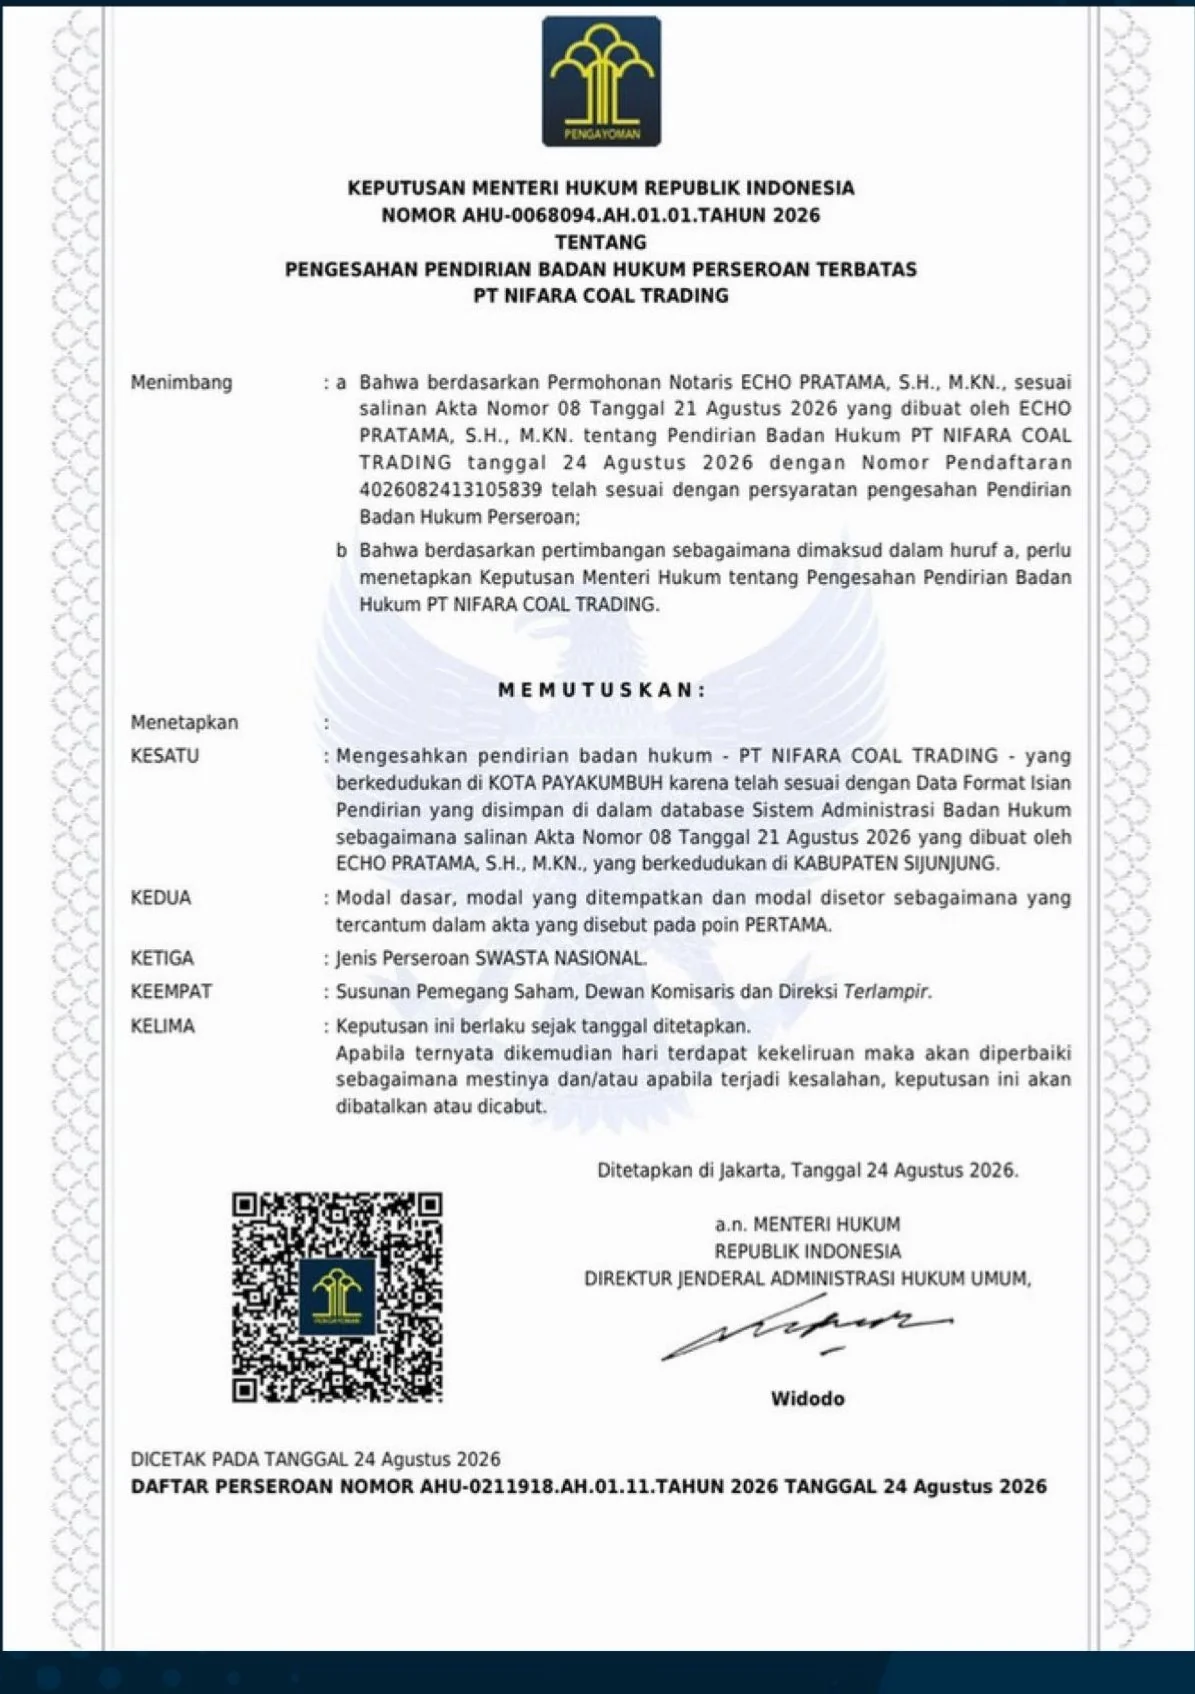 PENGAYOMAN
KEPUTUSAN MENTERI HUKUM REPUBLIK INDONESIA
NOMOR AHU-0068094.AH.01.01.TAHUN 2026
TENTANG
PENGESAHAN PENDIRIAN BADAN HUKUM PERSEROAN TERBATAS
PT NIFARA COAL TRADING
Menimbang : a Bahwa berdasarkan Permohonan Notaris ECHO PRATAMA, S.H., M.KN., sesuai
salinan Akta Nomor 08 Tanggal 21 Agustus 2026 yang dibuat oleh ECHO
PRATAMA, S.H., M.KN. tentang Pendirian Badan Hukum PT NIFARA COAL
TRADING tanggal 24 Agustus 2026 dengan Nomor Pendaftaran
4026082413105839 telah sesuai dengan persyaratan pengesahan Pendirian
Badan Hukum Perseroan;
b Bahwa berdasarkan pertimbangan sebagaimana dimaksud dalam huruf a, perlu
menetapkan Keputusan Menteri Hukum tentang Pengesahan Pendirian Badan
Hukum PT NIFARA COAL TRADING.
MEMUTUSKAN:
Menetapkan :
KESATU : Mengesahkan pendirian badan hukum - PT NIFARA COAL TRADING - yang
berkedudukan di KOTA PAYAKUMBUH karena telah sesuai dengan Data Format Isian
Pendirian yang disimpan di dalam database Sistem Administrasi Badan Hukum
sebagaimana salinan Akta Nomor 08 Tanggal 21 Agustus 2026 yang dibuat oleh
ECHO PRATAMA, S.H., M.KN., yang berkedudukan di KABUPATEN SIJUNJUNG.
KEDUA : Modal dasar, modal yang ditempatkan dan modal disetor sebagaimana yang
tercantum dalam akta yang disebut pada poin PERTAMA.
KETIGA : Jenis Perseroan SWASTA NASIONAL.
KEEMPAT : Susunan Pemegang Saham, Dewan Komisaris dan Direksi Terlampir.
KELIMA : Keputusan ini berlaku sejak tanggal ditetapkan.
Apabila ternyata dikemudian hari terdapat kekeliruan maka akan diperbaiki
sebagaimana mestinya dan/atau apabila terjadi kesalahan, keputusan ini akan
dibatalkan atau dicabut.
Ditetapkan di Jakarta, Tanggal 24 Agustus 2026.
a.n. MENTERI HUKUM
REPUBLIK INDONESIA
DIREKTUR JENDERAL ADMINISTRASI HUKUM UMUM,
PENGAYOMAN
Widodo
DICETAK PADA TANGGAL 24 Agustus 2026
DAFTAR PERSEROAN NOMOR AHU-0211918.AH.01.11.TAHUN 2026 TANGGAL 24 Agustus 2026